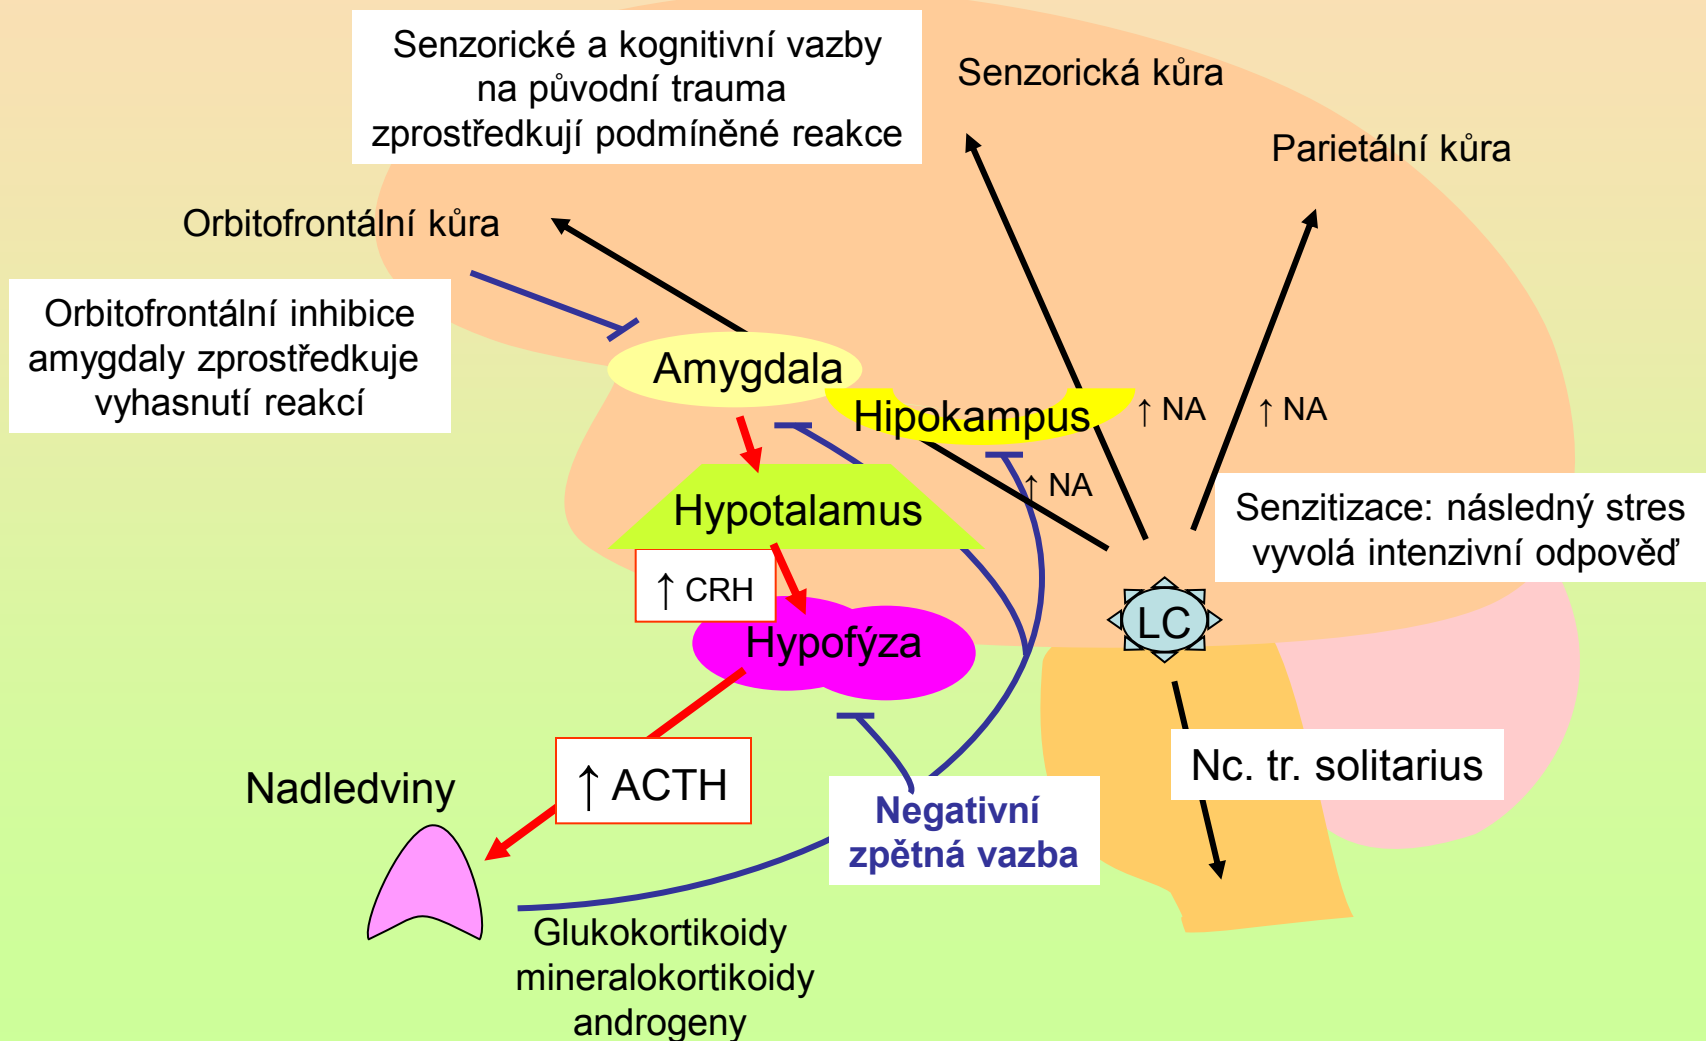 Senzorické a kognitivní vazby
na původní trauma
zprostředkují podmíněné reakce
Senzorická kůra
Parietální kůra
Orbitofrontální kůra
Orbitofrontální inhibice
amygdaly zprostředkuje
vyhasnutí reakcí
Amygdala
Hipokampus
↑ NA
↑ NA
↑ NA
Hypotalamus
Senzitizace: následný stres
vyvolá intenzivní odpověď
↑ CRH
LC
Hypofýza
Nc. tr. solitarius
Nadledviny
↑ ACTH
Negativní
zpětná vazba
Glukokortikoidy
mineralokortikoidy
androgeny